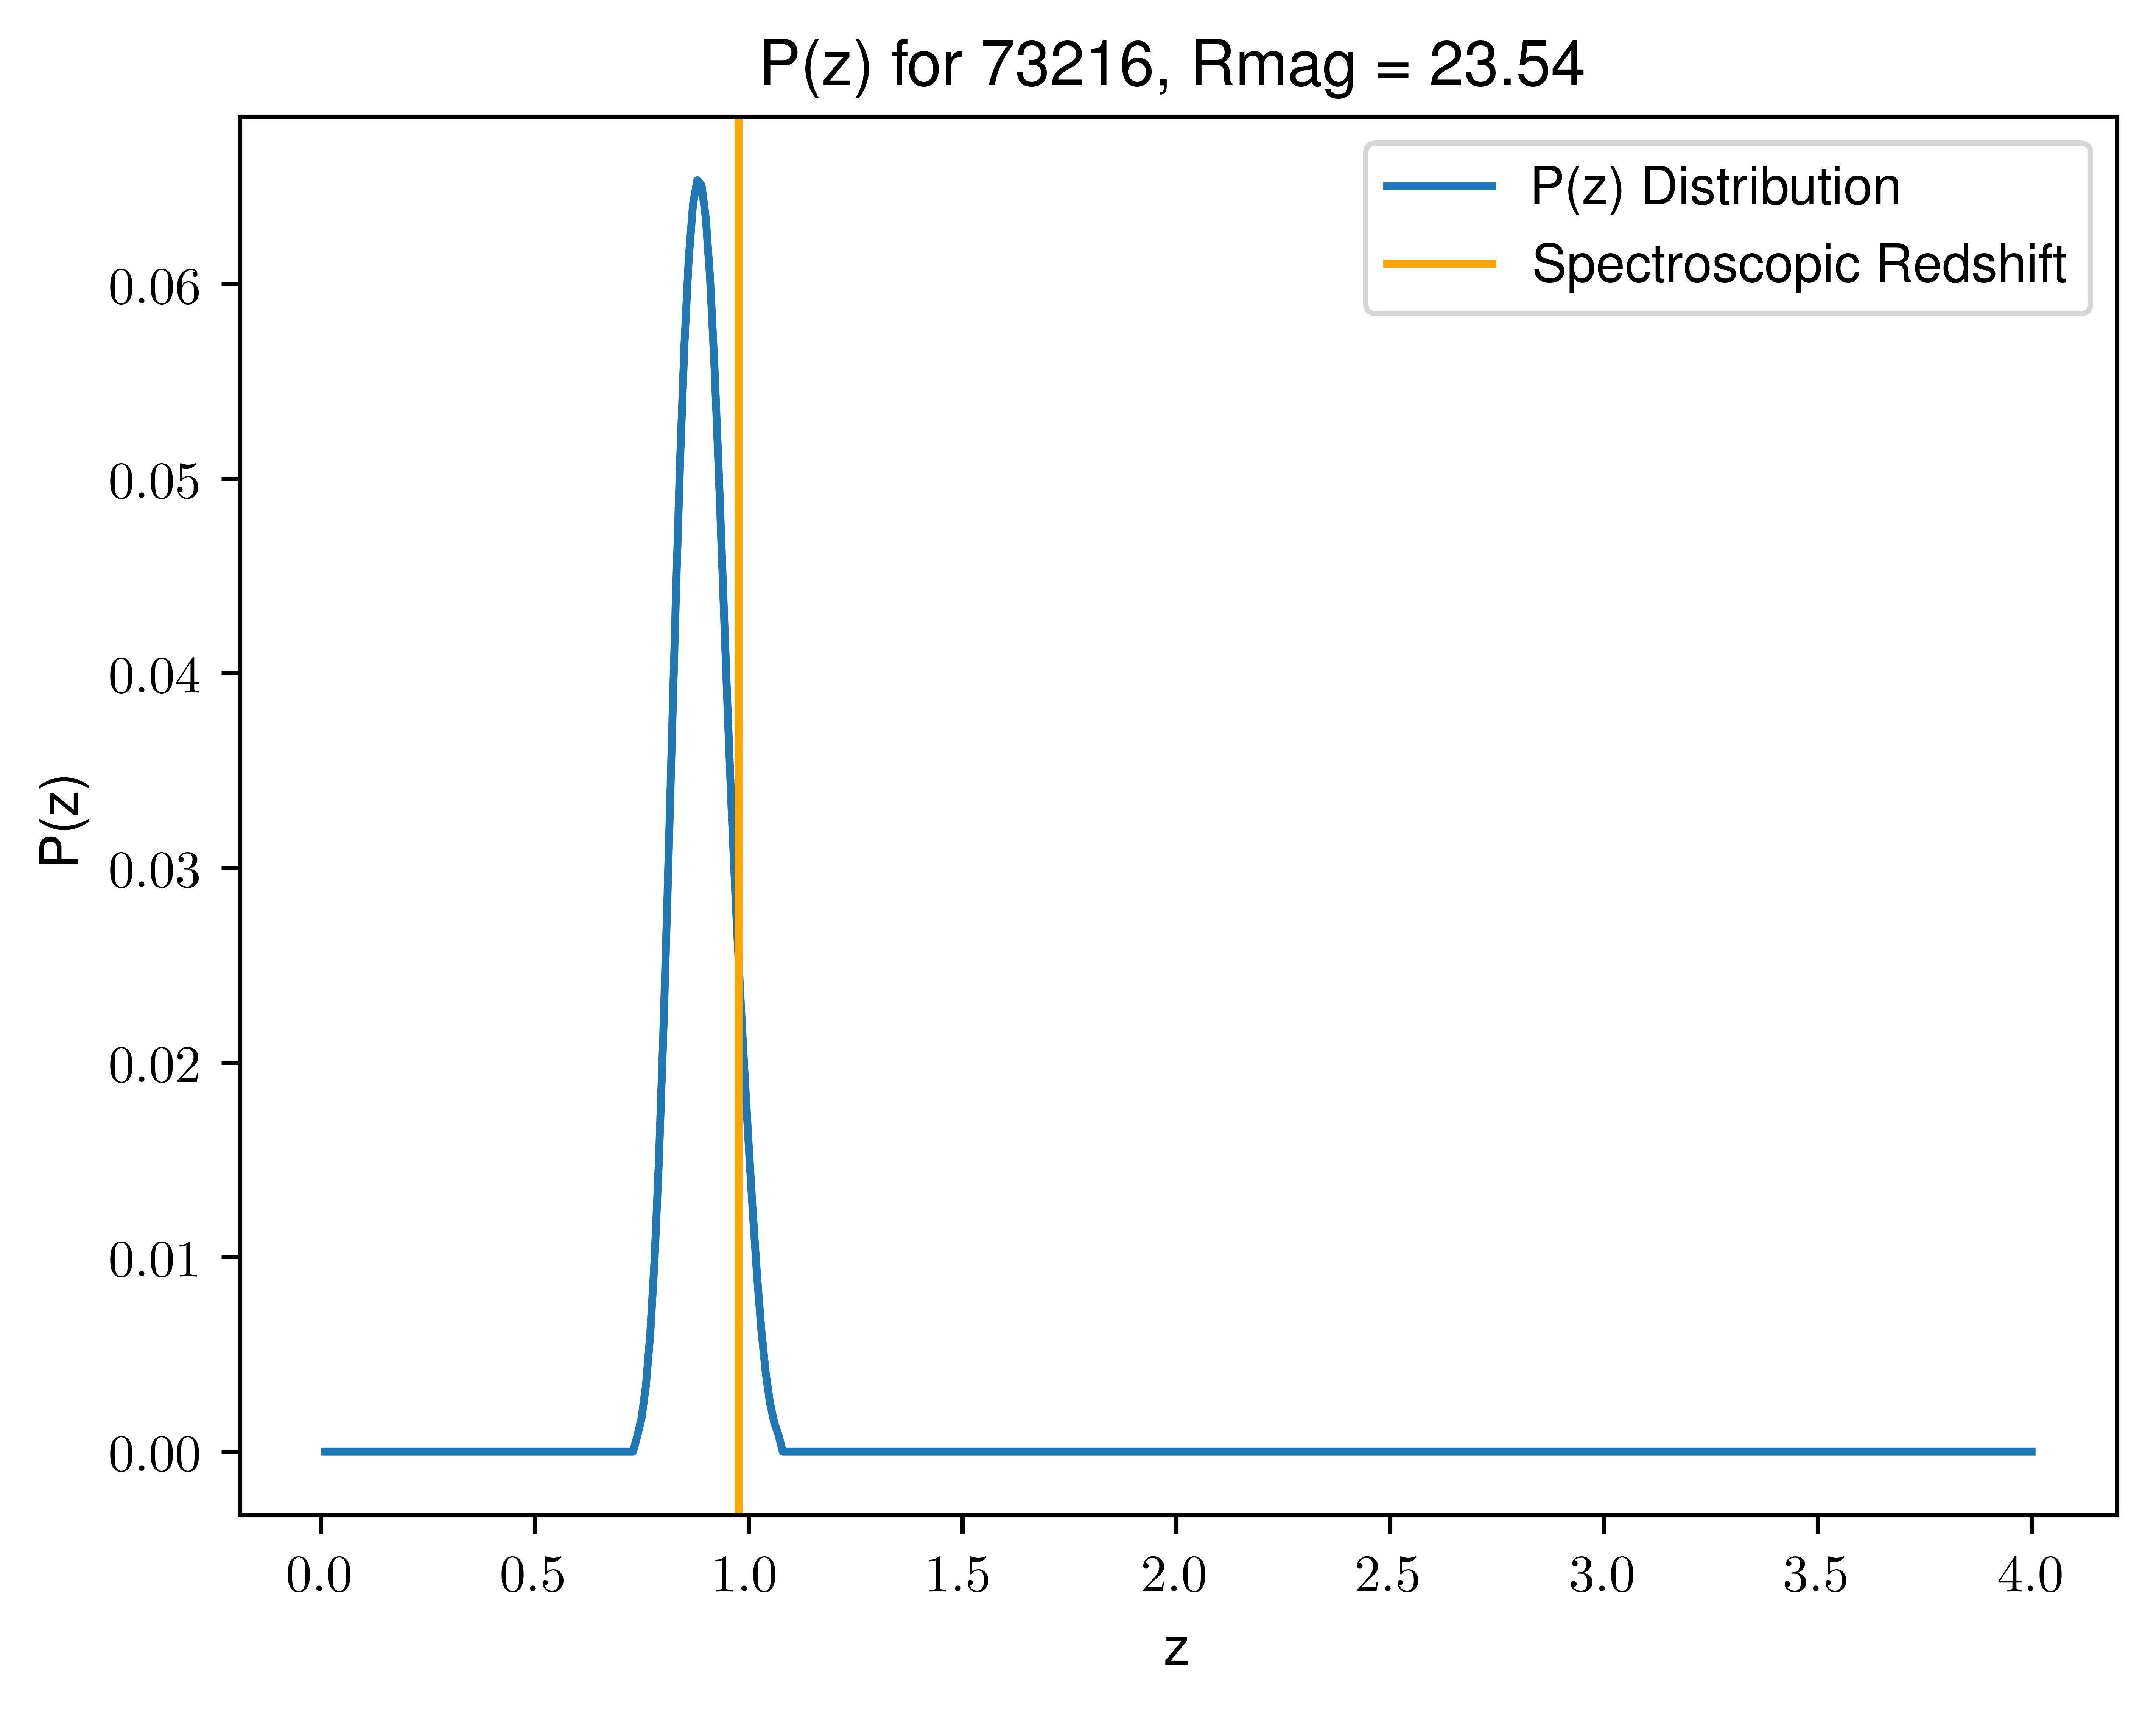 P(z) for 73216, Rmag = 23.54
P(z) Distribution
Spectroscopic Redshift
0.06
0.05
0.04
0.03
0.02
0.01
0.00
P(z)
0.0 0.5 1.0 1.5 2.0 2.5 3.0 3.5 4.0
z